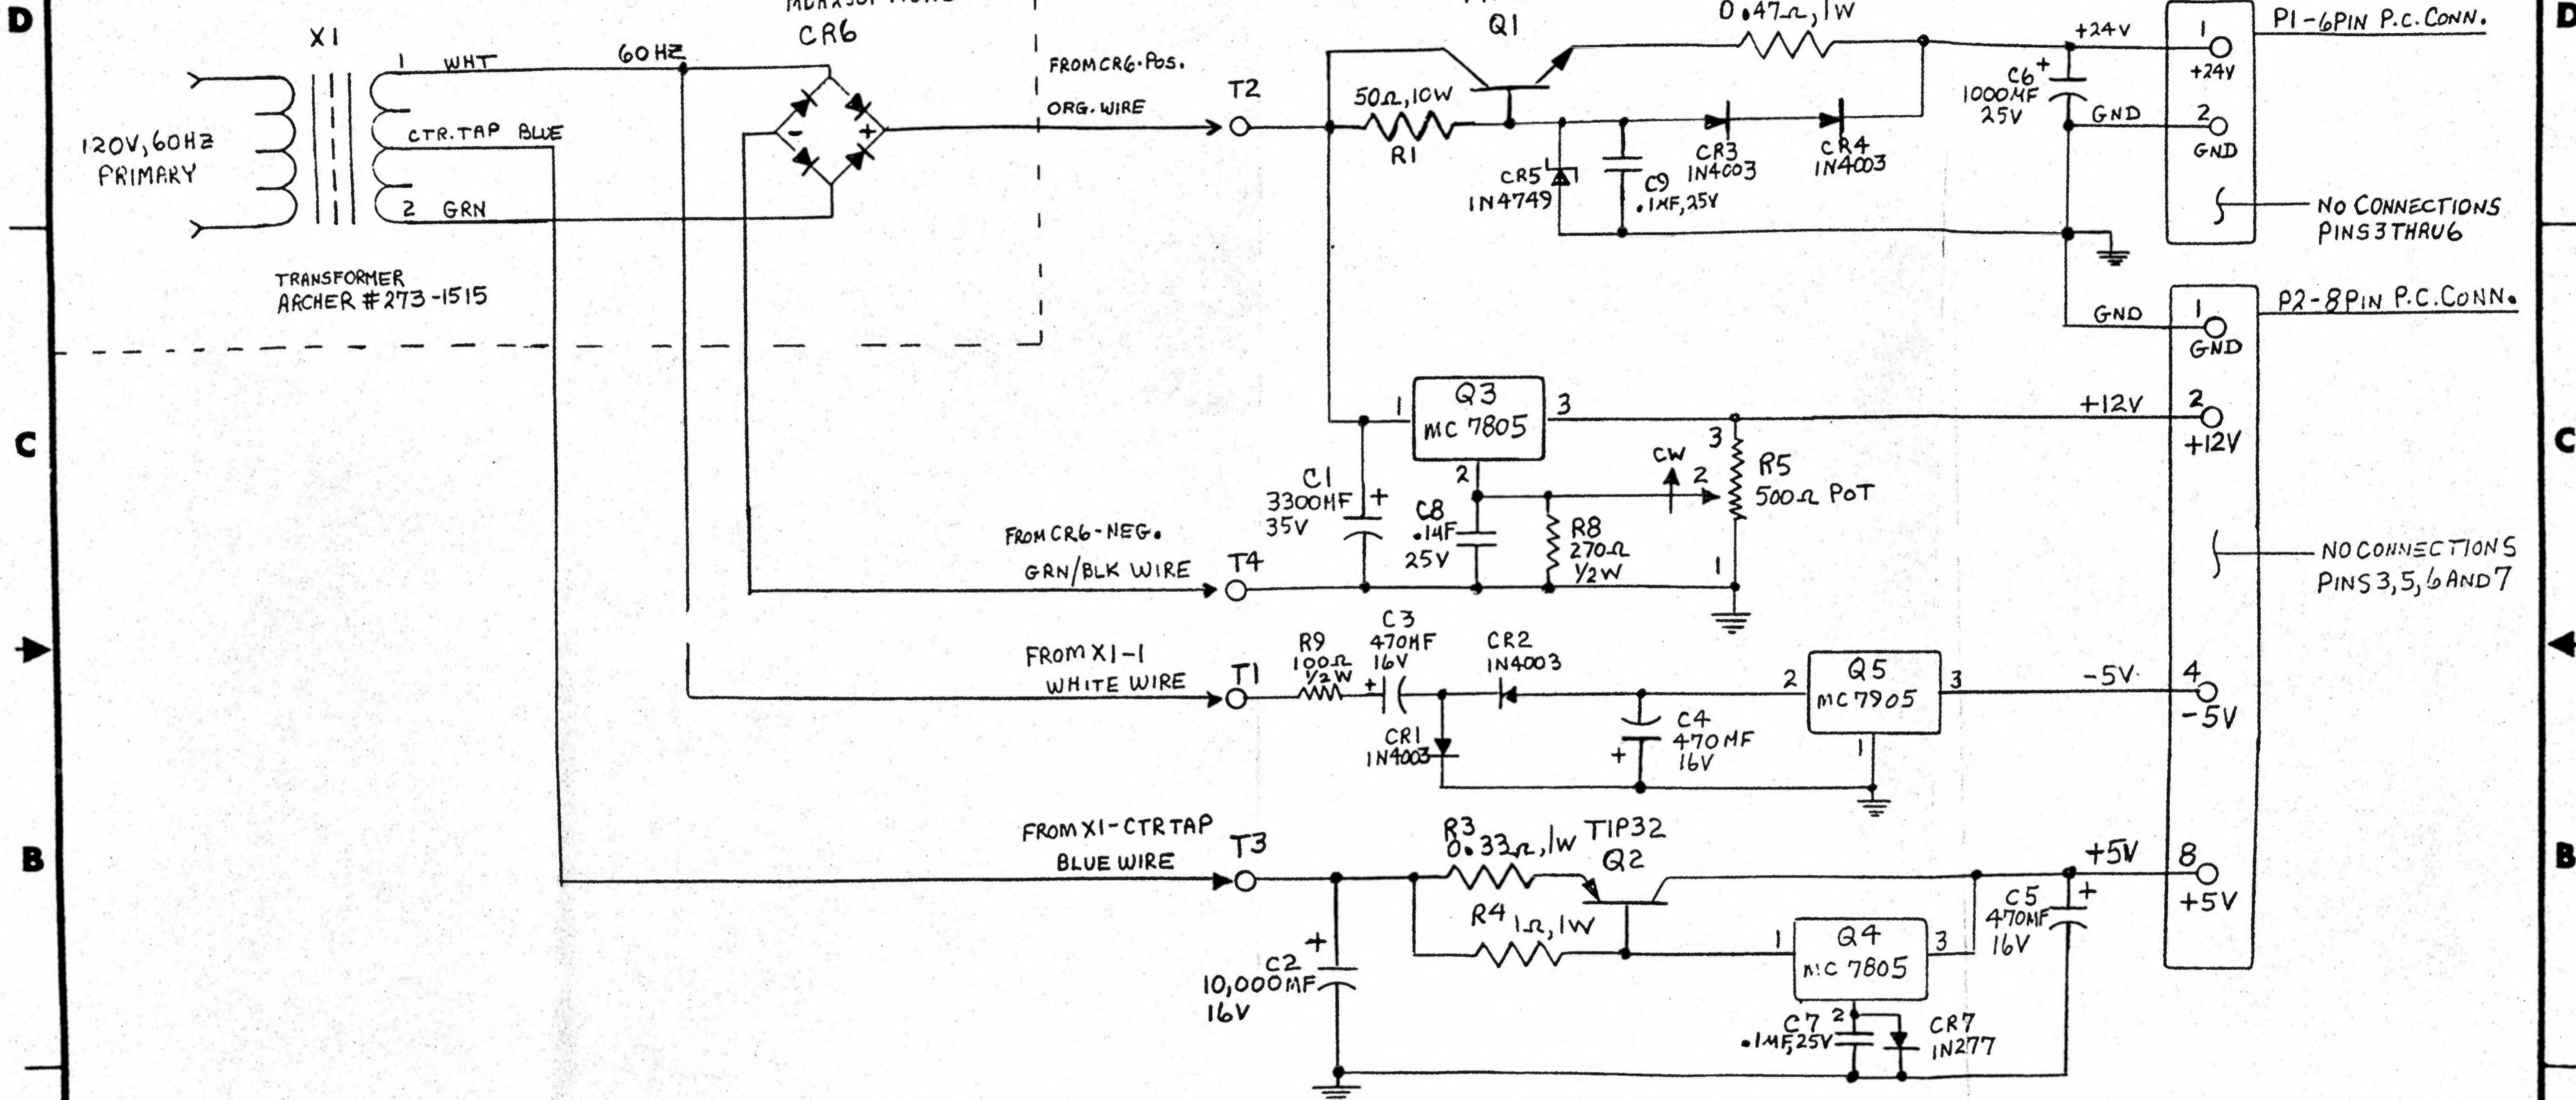 D
X1
1
WHT
60HZ
CR6
120V, 60HZ
PRIMARY
CTR.TAP BLUE
2
GRN
-
+
TRANSFORMER
ARCHER #273-1515
FROM CR6-POS.
ORG. WIRE
T2
Q1
0.47Ω, 1W
50Ω, 10W
R1
CR5
1N4749
C9
.1MF, 25V
CR3
1N4003
CR4
1N4003
+24V
C6
+
1000MF
25V
GND
1
+24V
2
GND
P1-6PIN P.C. CONN.
D
NO CONNECTIONS
PINS 3 THRU 6
P2-8PIN P.C. CONN.
GND
1
GND
C
1
Q3
MC 7805
3
2
+12V
2
+12V
C
C1
3300MF
35V
+
C8
.1MF
25V
R8
270Ω
1/2W
CW
2
3
R5
500Ω POT
1
FROM CR6-NEG.
GRN/BLK WIRE
T4
NO CONNECTIONS
PINS 3, 5, 6 AND 7
FROM X1-1
WHITE WIRE
T1
R9
100Ω
1/2W
C3
470MF
16V
+
CR2
1N4003
CR1
1N4003
C4
470MF
16V
+
2
Q5
MC 7905
3
1
-5V
4
-5V
B
FROM X1-CTR TAP
BLUE WIRE
T3
R3
0.33Ω, 1W
TIP32
Q2
R4
1Ω, 1W
+
C2
10,000MF
16V
1
Q4
MC 7805
3
2
C7
.1MF, 25V
CR7
1N277
C5
470MF
16V
+
+5V
8
+5V
B